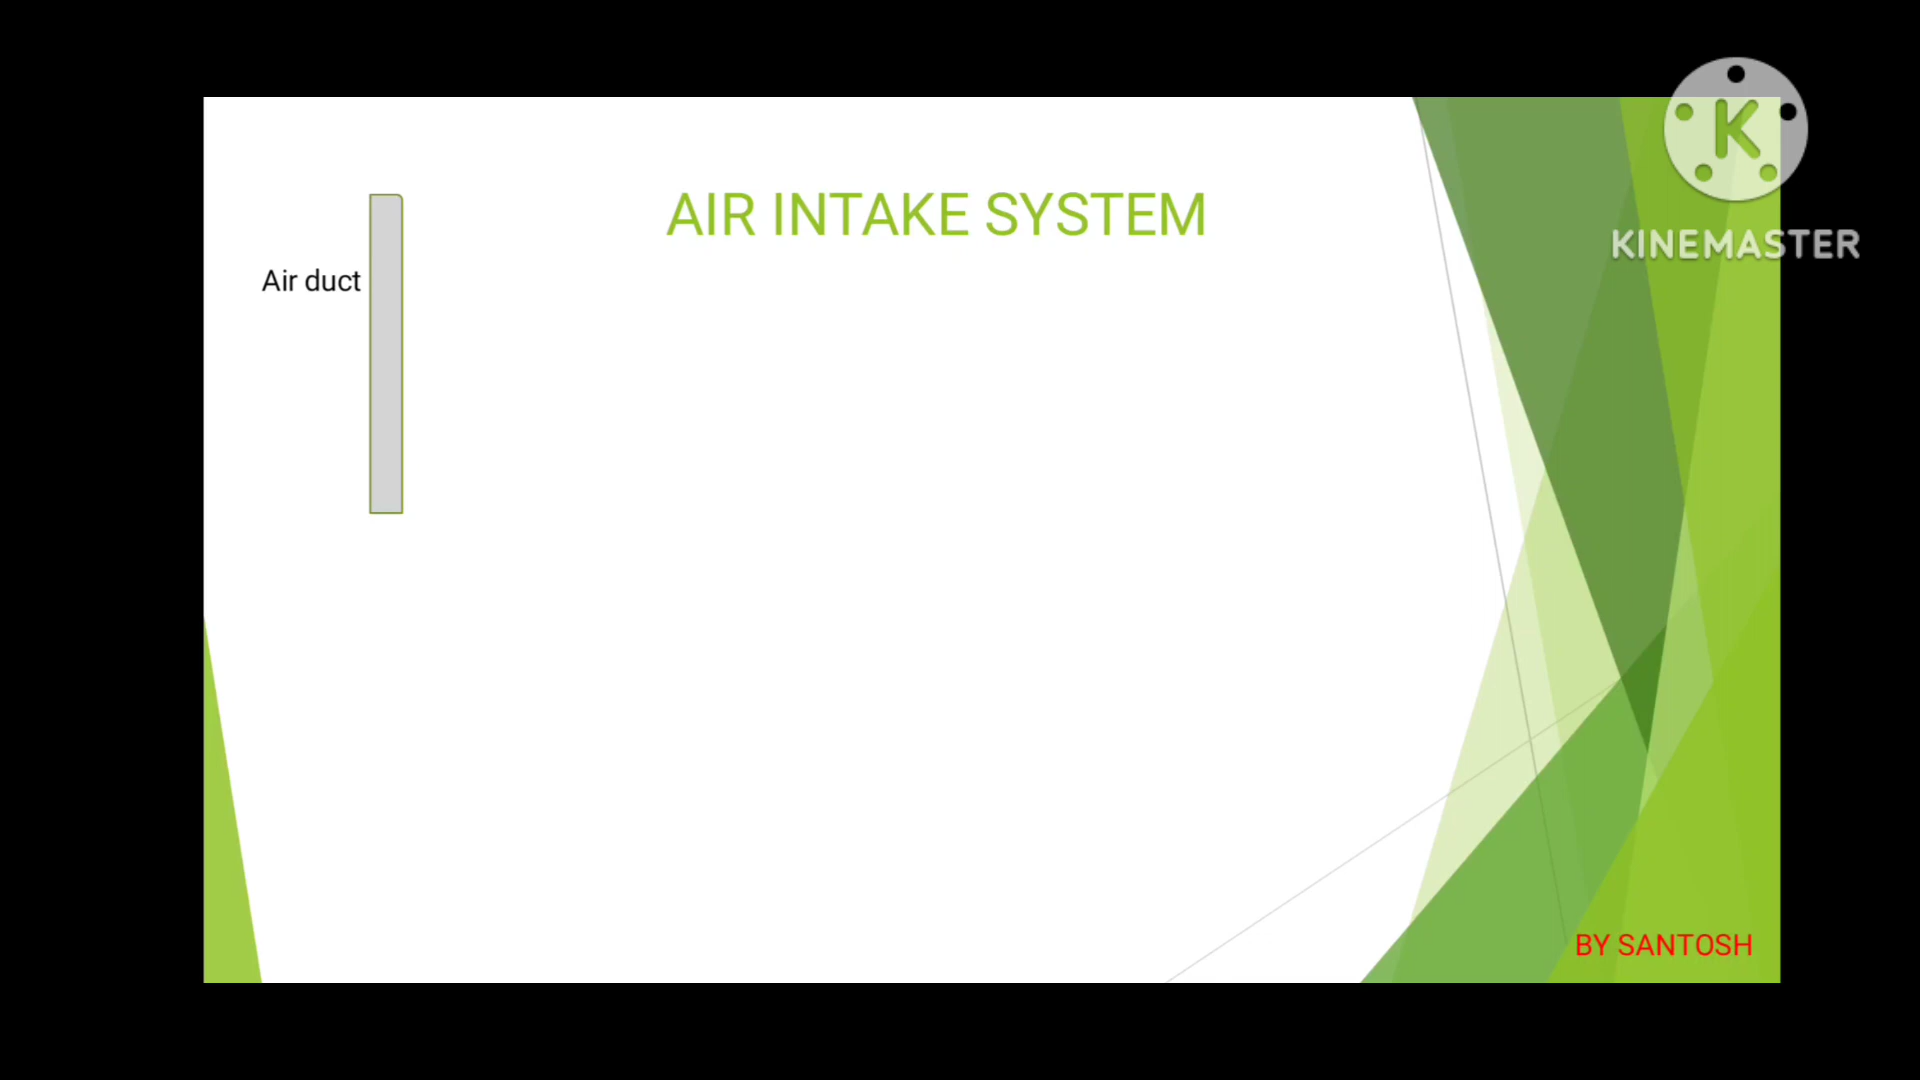 AIR INTAKE SYSTEM
K
KINEMASTER
Air duct
BY SANTOSH